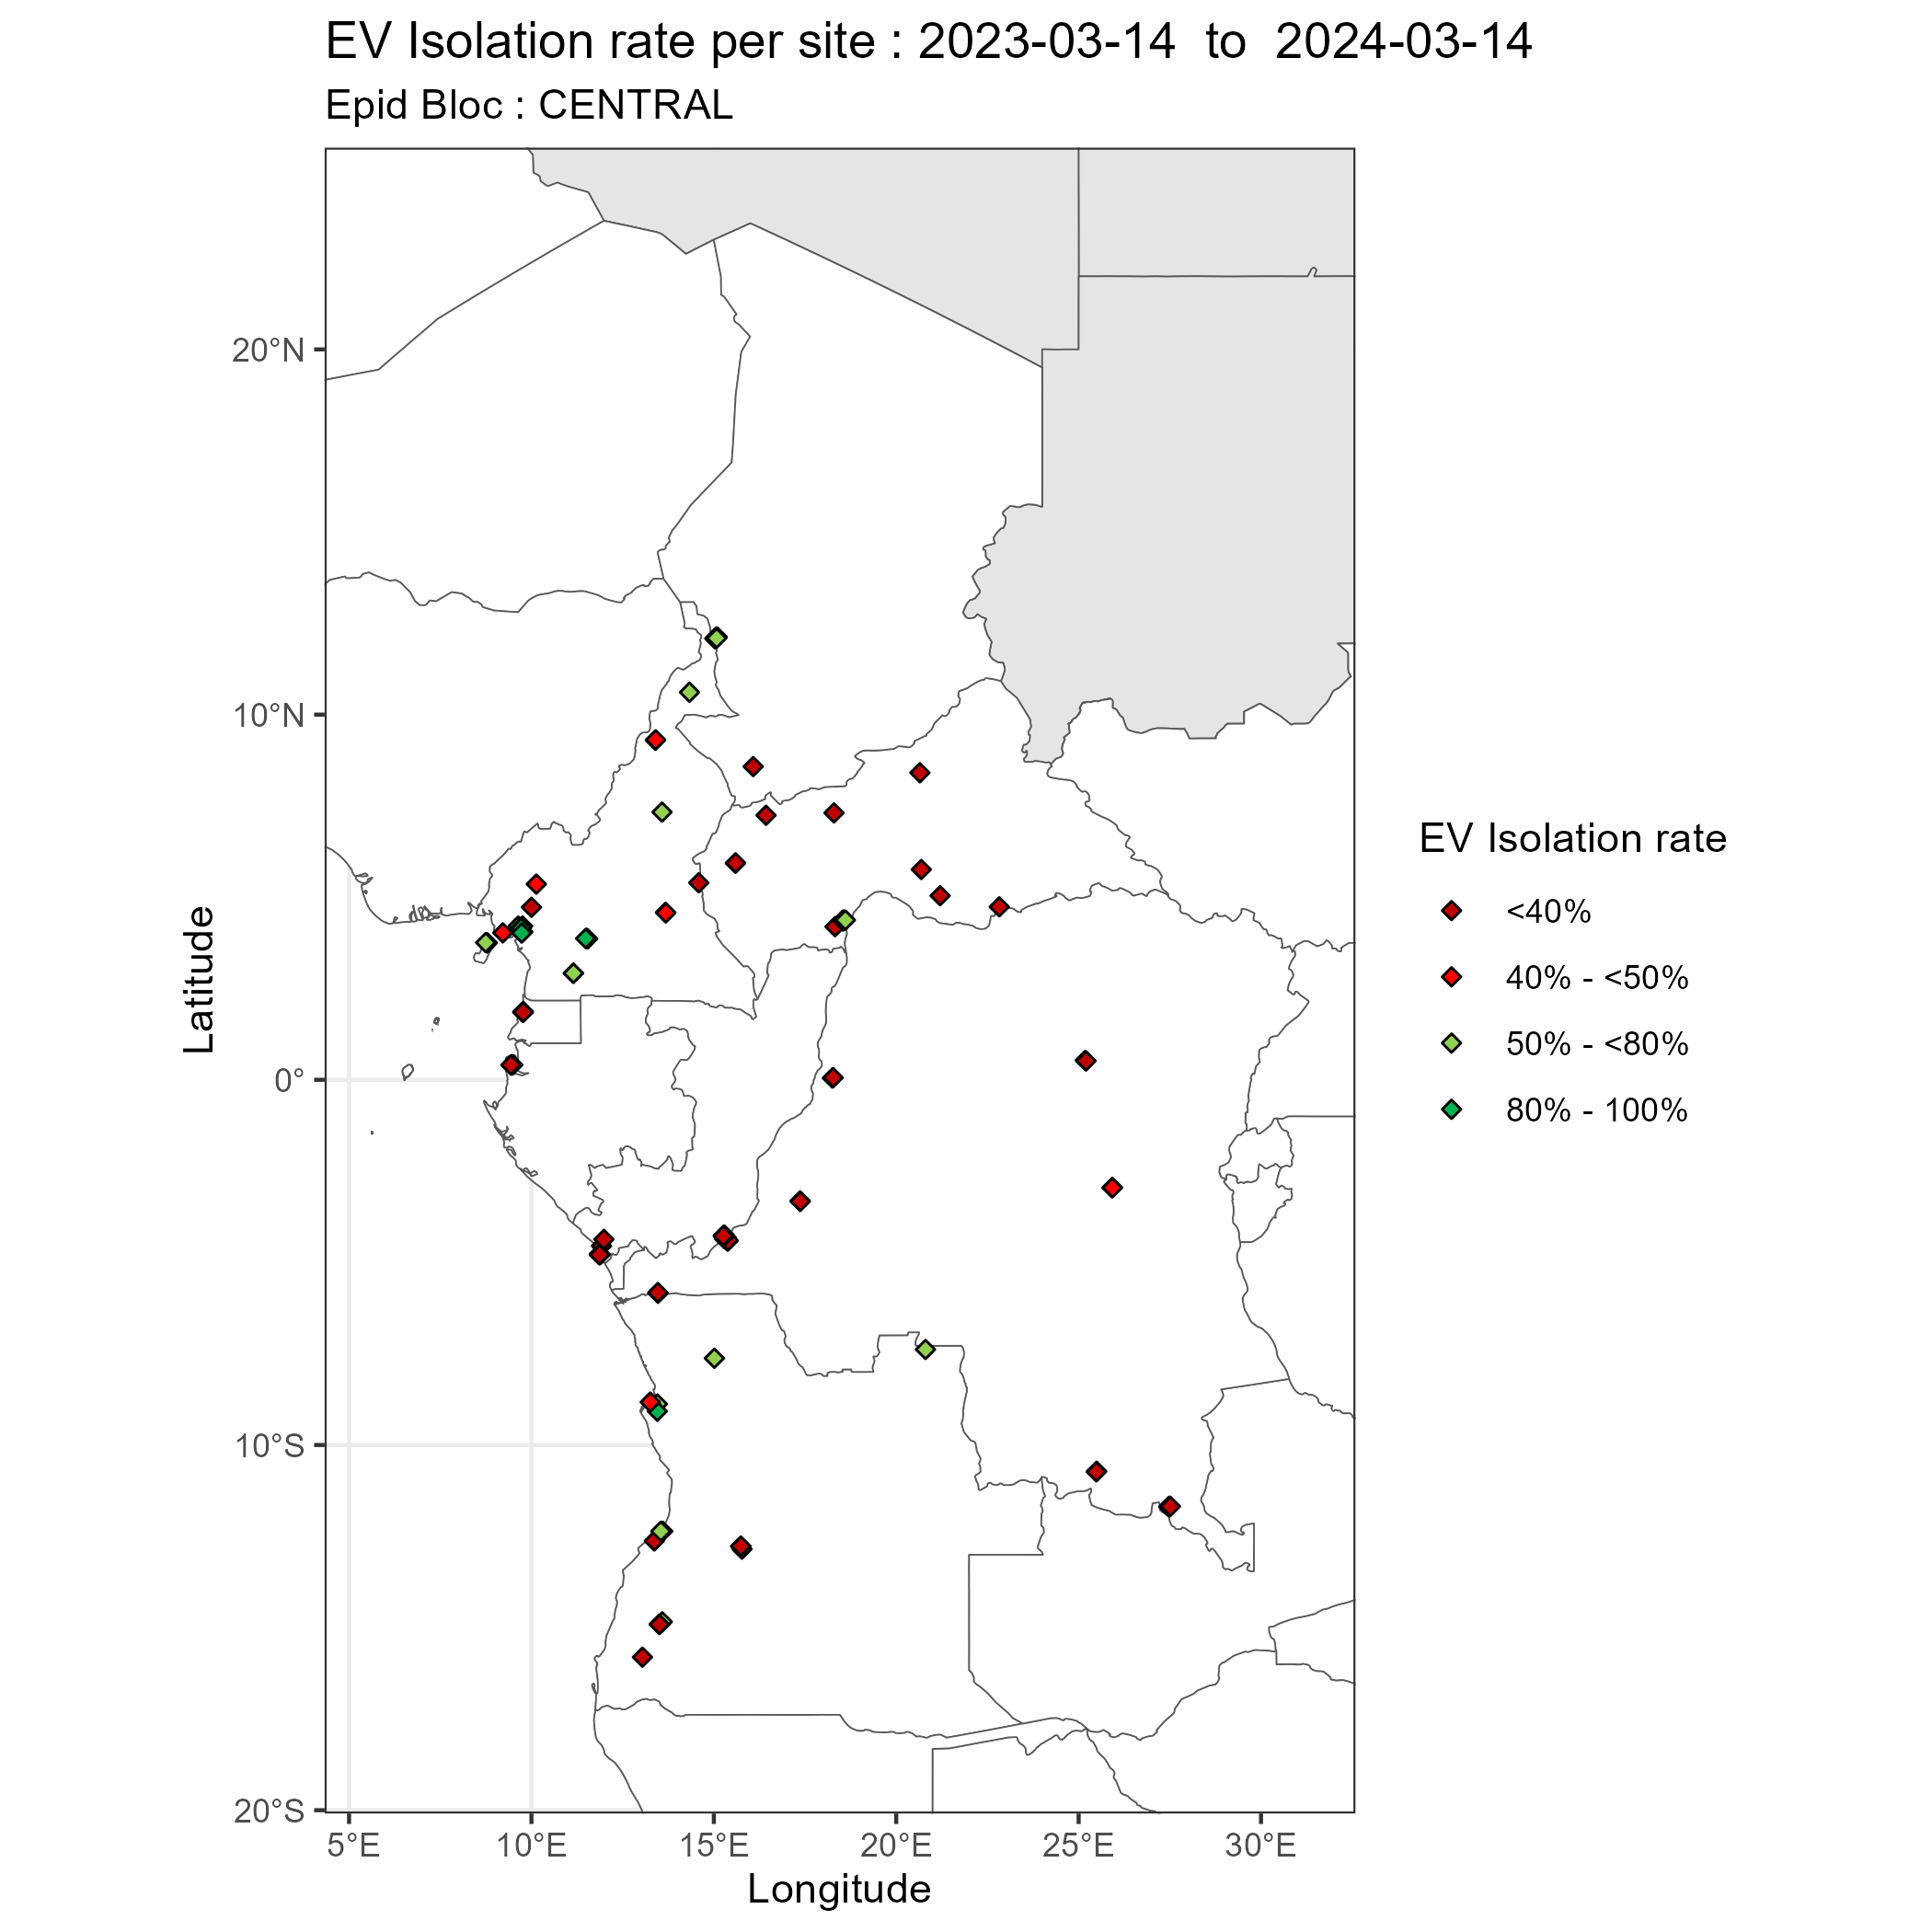 EV Isolation rate per site : 2023-03-14 to 2024-03-14
Epid Bloc : CENTRAL
20°N
10°N
0°
10°S
20°S
Latitude
5°E
10°E
15°E
20°E
25°E
30°E
Longitude
EV Isolation rate
<40%
40% - <50%
50% - <80%
80% - 100%